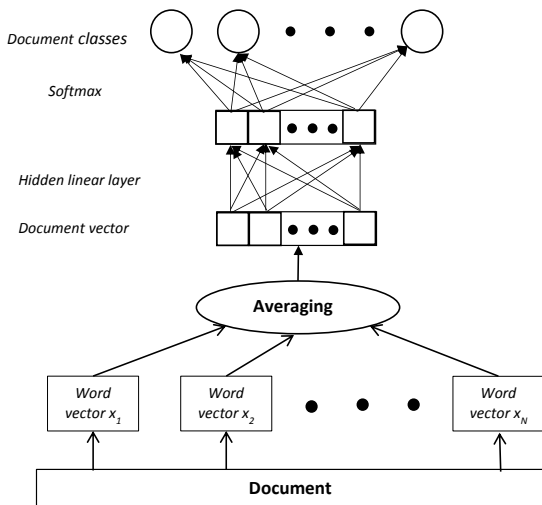 Document classes
Softmax
Hidden linear layer
Document vector
Averaging
Word
vector x1
Word
vector x2
Word
vector xN
Document